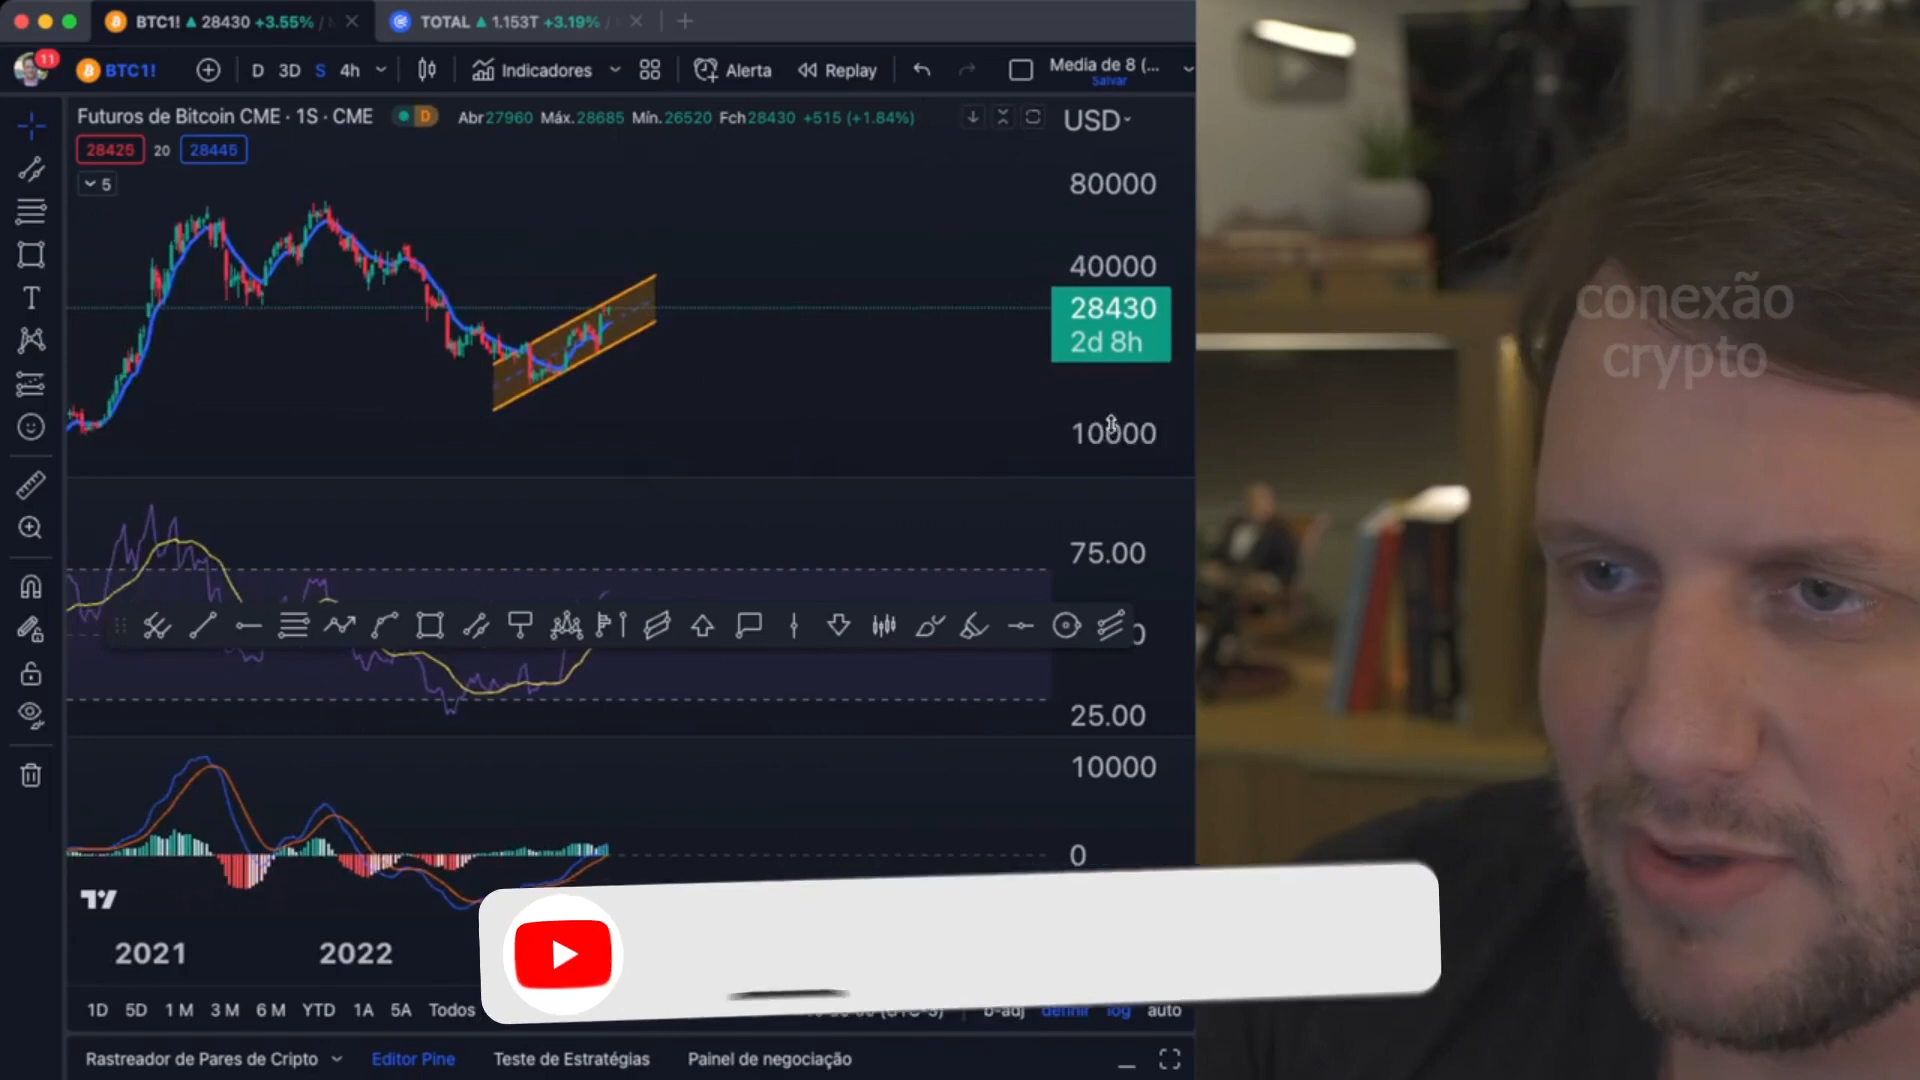 BTC1! ▲ 28430 +3.55% /
TOTAL ▲ 1.153T +3.19% /
11
BTC1!
D 3D S 4h
Indicadores
Alerta
Replay
Media de 8 (...
Salvar
Futuros de Bitcoin CME · 1S · CME
D
Abr27960 Máx.28685 Mín.26520 Fch28430 +515 (+1.84%)
USD
28425 20 28445
5
80000
40000
28430
2d 8h
10000
75.00
25.00
10000
0
2021 2022
1D 5D 1M 3M 6M YTD 1A 5A Todos
b-adj definir log auto
Rastreador de Pares de Cripto Editor Pine Teste de Estratégias Painel de negociação
conexão
crypto